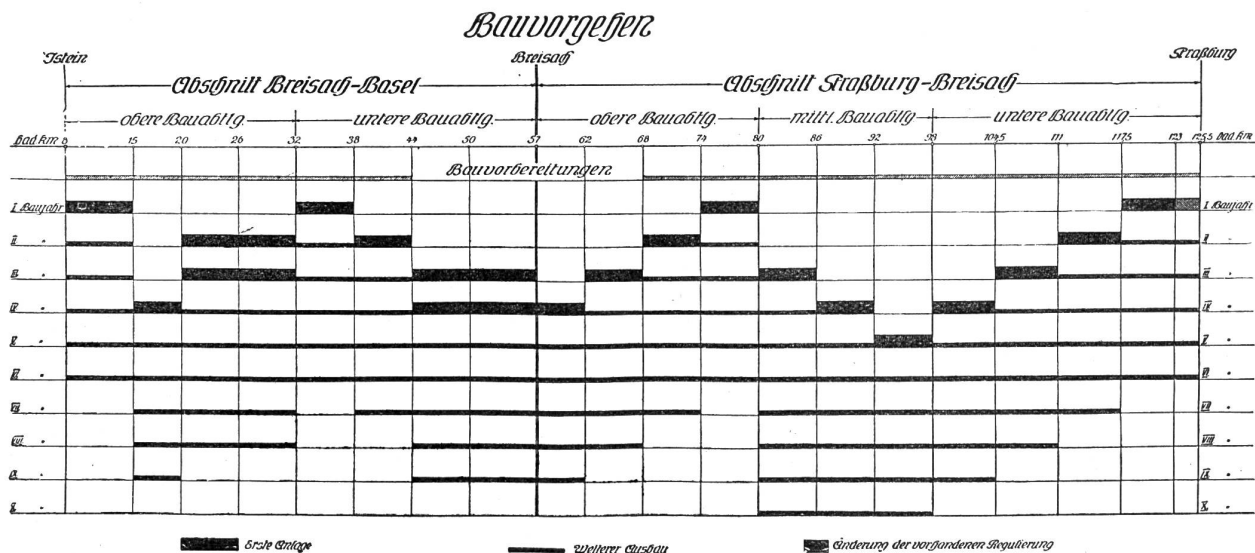 Bauvorgehen
Istein Breisach Straßburg
Abschnitt Breisach-Basel Abschnitt Straßburg-Breisach
obere Bauabtlg. untere Bauabtlg. obere Bauabtlg. mittl. Bauabtlg. untere Bauabtlg.
Bad. km 0 15 20 26 32 38 44 50 57 62 68 74 80 86 92 98 104,5 111 117,5 123 125,5 Bad. km
Bauvorbereitungen
I Baujahr I Baujahr
II " II "
III " III "
IV " IV "
V " V "
VI " VI "
VII " VII "
VIII " VIII "
IX " IX "
X " X "
Erste Anlage Weiterer Ausbau Änderung der vorhandenen Regulierung